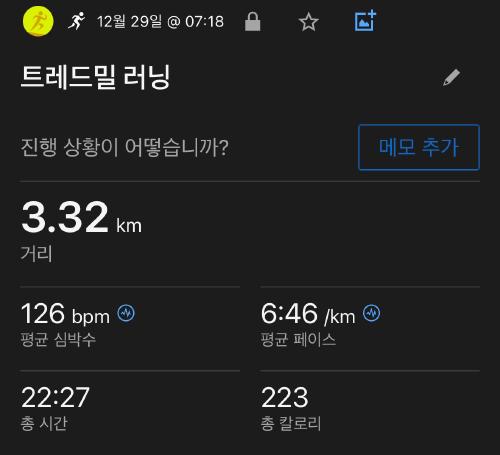 12월 29일 @ 07:18
트레드밀 러닝
진행 상황이 어떻습니까?
메모 추가
3.32 km
거리
126 bpm
평균 심박수
6:46 /km
평균 페이스
22:27
총 시간
223
총 칼로리